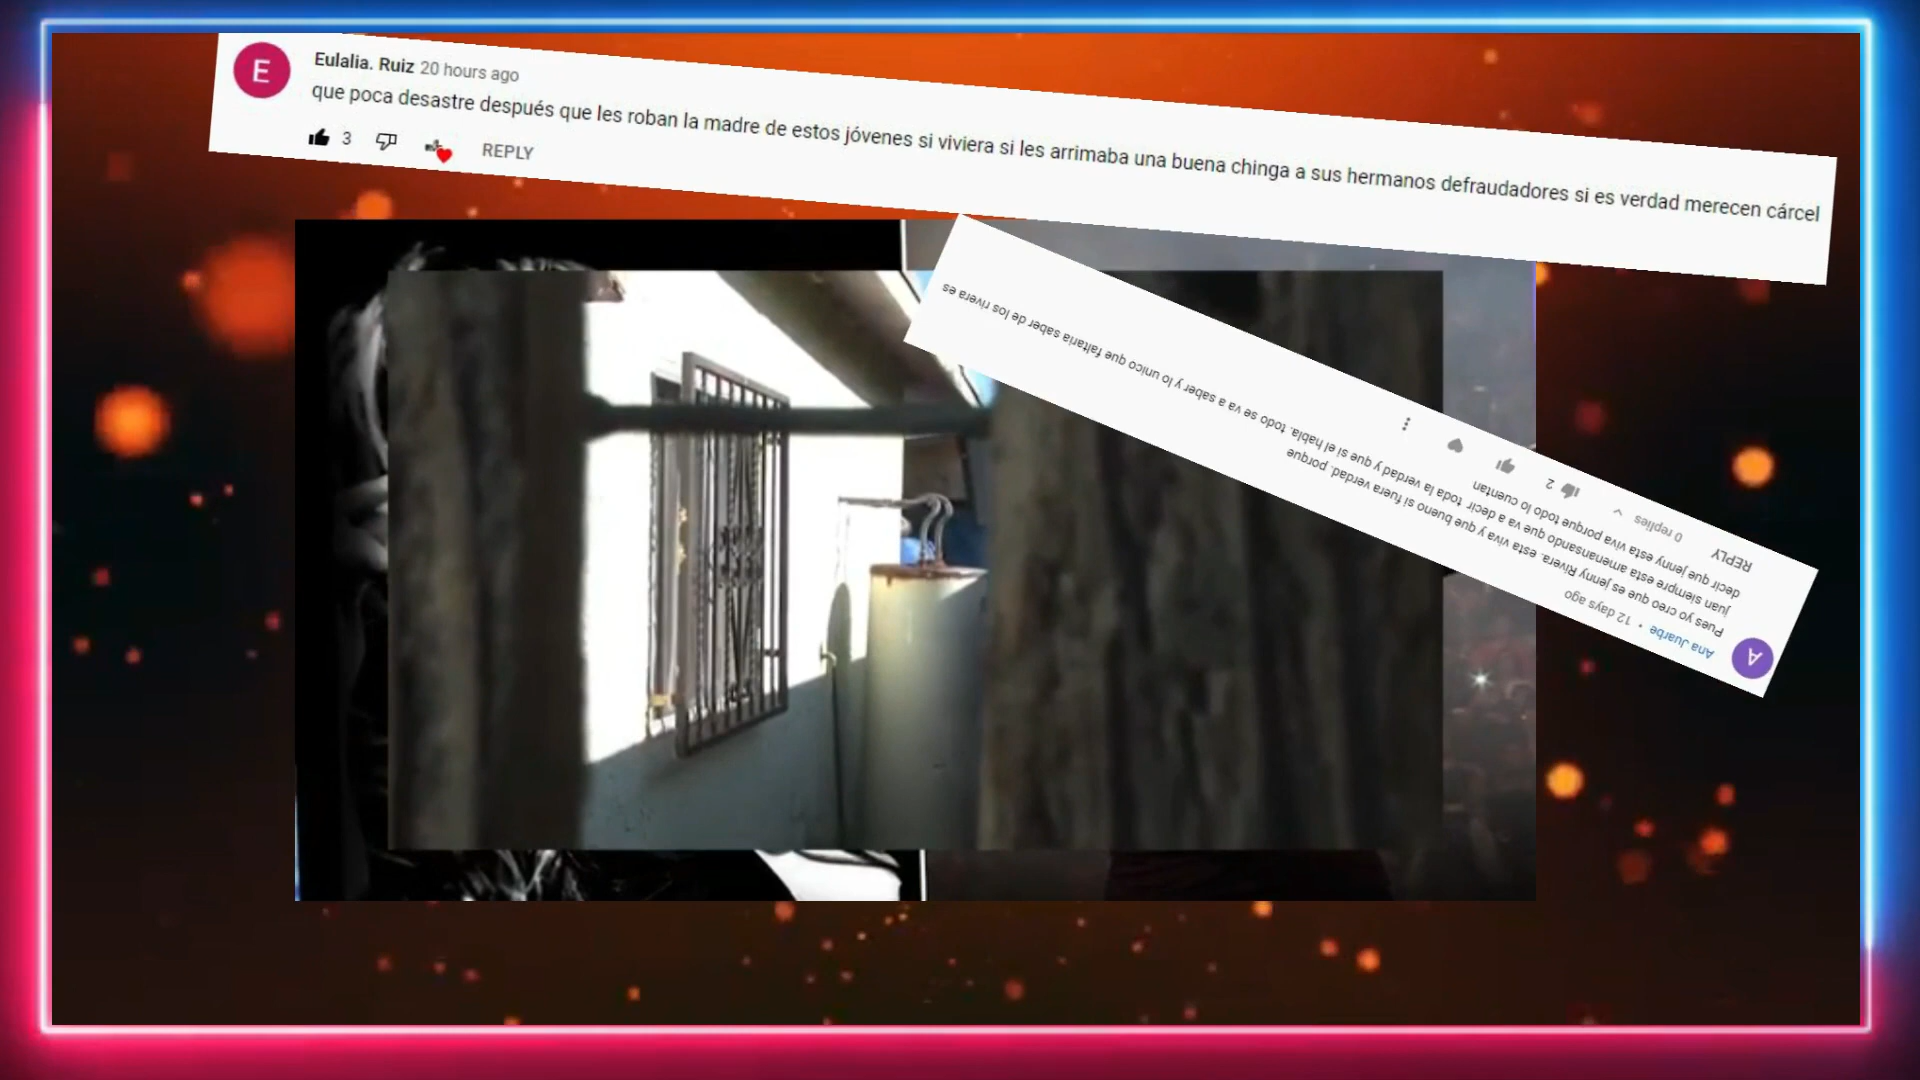 E
Eulalia. Ruiz 20 hours ago
que poca desastre después que les roban la madre de estos jóvenes si viviera si les arrimaba una buena chinga a sus hermanos defraudadores si es verdad merecen cárcel
3
REPLY
A
Ana Juarbe • 12 days ago
Pues yo creo que es jenny Rivera. esta viva y que bueno si fuera verdad. porque
juan siempre esta amenanasando que va a decir. toda la verdad y que si el habla. todo se va a saber y lo unico que faltaria saber de los rivera es
decir que jenny esta viva porque todo lo cuentan
REPLY
0 replies
2